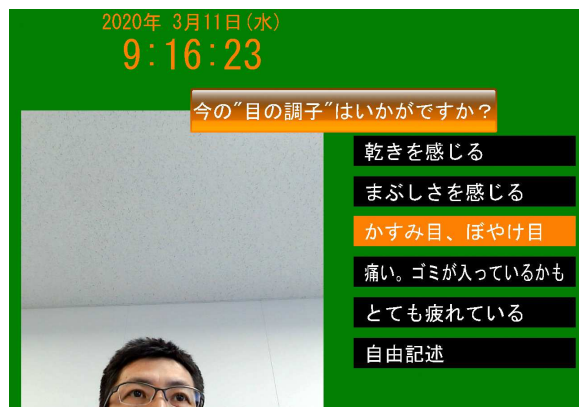 2020年 3月11日(水)
9:16:23
今の"目の調子"はいかがですか？
乾きを感じる
まぶしさを感じる
かすみ目、ぼやけ目
痛い。ゴミが入っているかも
とても疲れている
自由記述